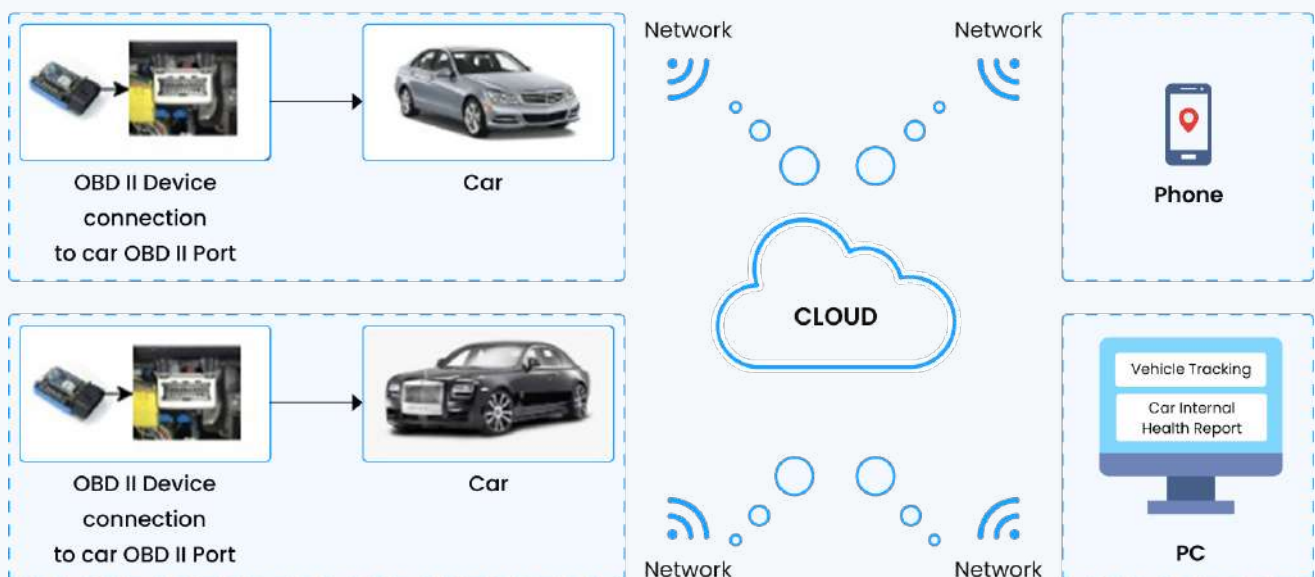 Network
Network
OBD II Device
connection
to car OBD II Port
Car
Phone
CLOUD
OBD II Device
connection
to car OBD II Port
Car
Network
Network
Vehicle Tracking
Car Internal
Health Report
PC